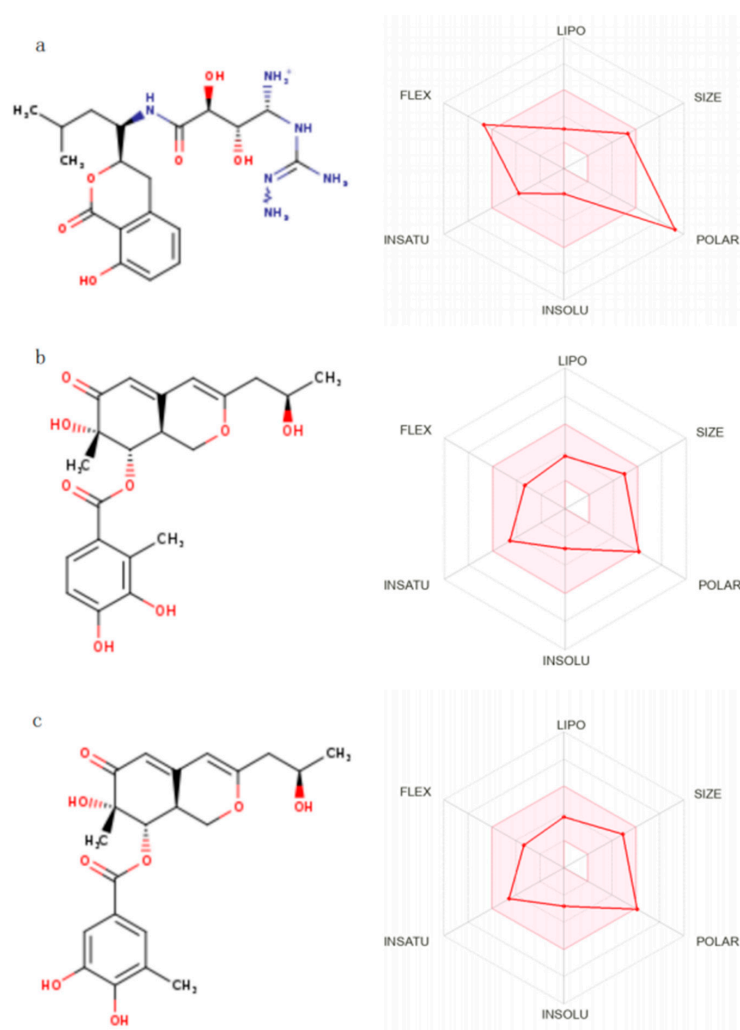 a
LIPO
FLEX
SIZE
INSATU
POLAR
INSOLU
H₃C
CH₃
H
N
O
OH
OH
NH₃⁺
NH
N
NH₂
O
O
HO
b
LIPO
FLEX
SIZE
INSATU
POLAR
INSOLU
O
HO
H₃C
O
OH
CH₃
O
O
CH₃
OH
OH
c
LIPO
FLEX
SIZE
INSATU
POLAR
INSOLU
O
HO
H₃C
O
OH
CH₃
O
O
HO
CH₃
OH